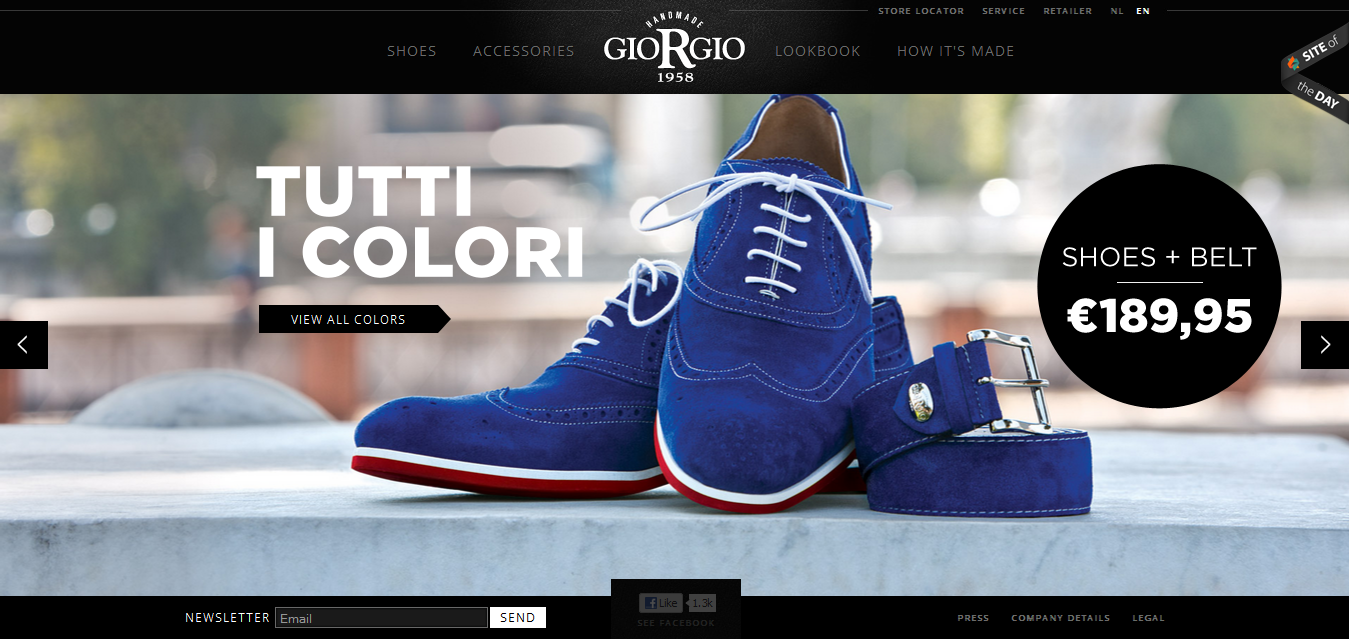 STORE LOCATOR SERVICE RETAILER NL EN
HANDMADE
GIORGIO
1958
SHOES ACCESSORIES LOOKBOOK HOW IT'S MADE
SITE of
the DAY
TUTTI
I COLORI
VIEW ALL COLORS
SHOES + BELT
€189,95
NEWSLETTER Email SEND
Like 1.3k
SEE FACEBOOK
PRESS COMPANY DETAILS LEGAL